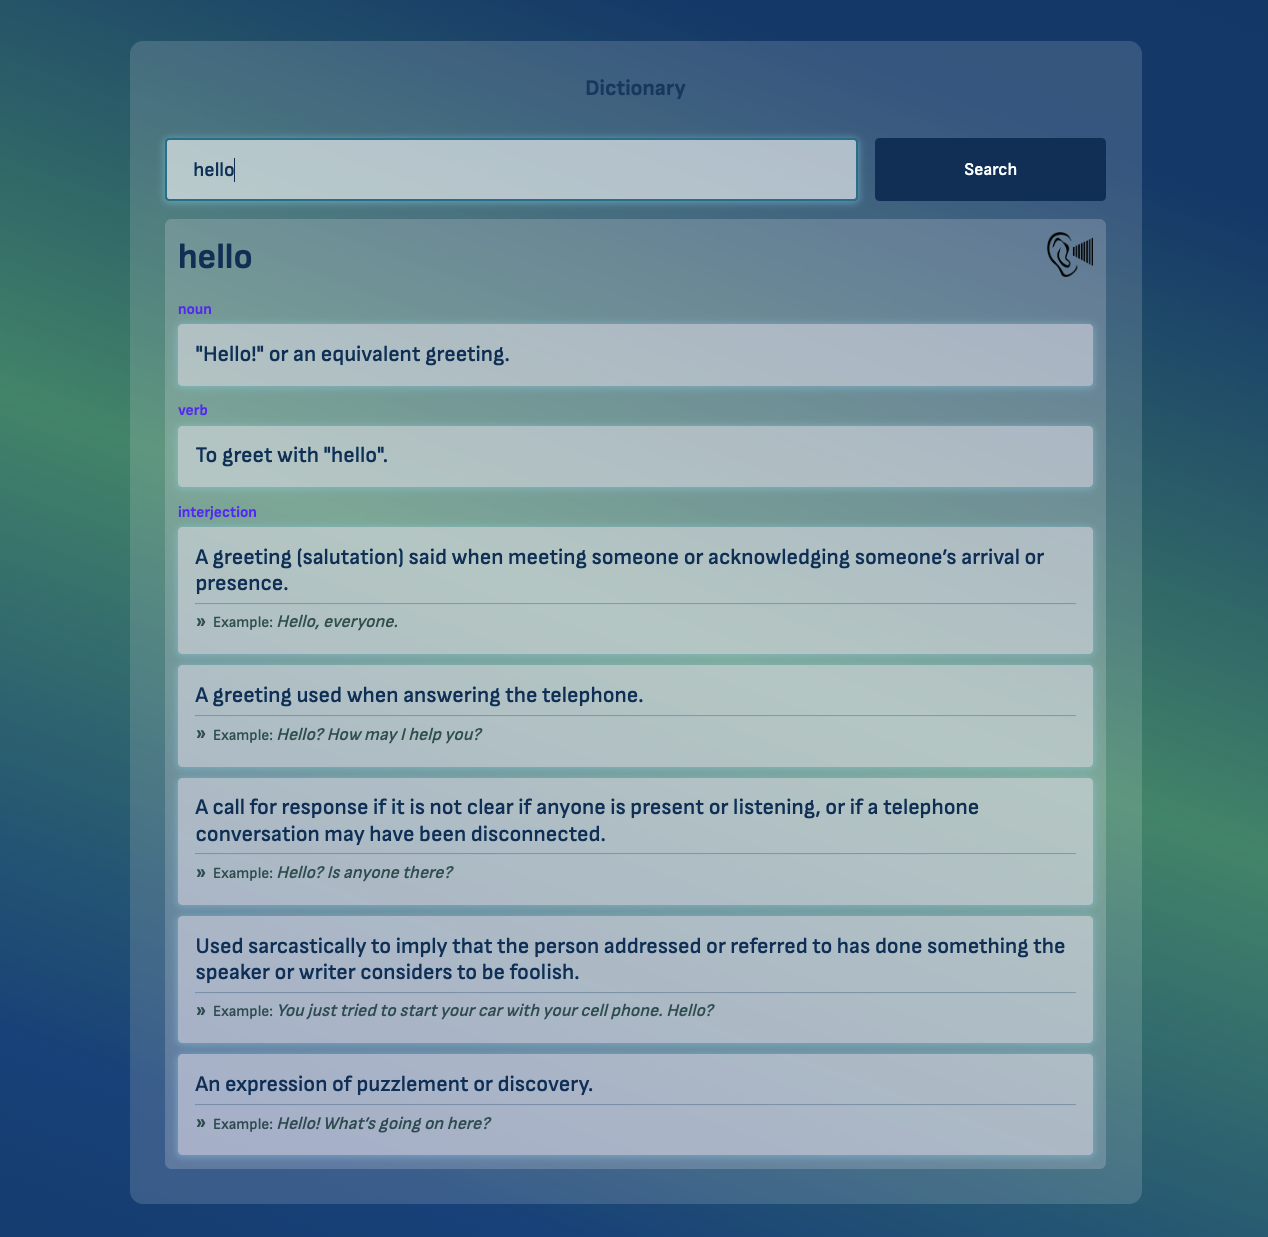 Dictionary
hello
Search
hello
noun
"Hello!" or an equivalent greeting.
verb
To greet with "hello".
interjection
A greeting (salutation) said when meeting someone or acknowledging someone’s arrival or
presence.
» Example: Hello, everyone.
A greeting used when answering the telephone.
» Example: Hello? How may I help you?
A call for response if it is not clear if anyone is present or listening, or if a telephone
conversation may have been disconnected.
» Example: Hello? Is anyone there?
Used sarcastically to imply that the person addressed or referred to has done something the
speaker or writer considers to be foolish.
» Example: You just tried to start your car with your cell phone. Hello?
An expression of puzzlement or discovery.
» Example: Hello! What’s going on here?